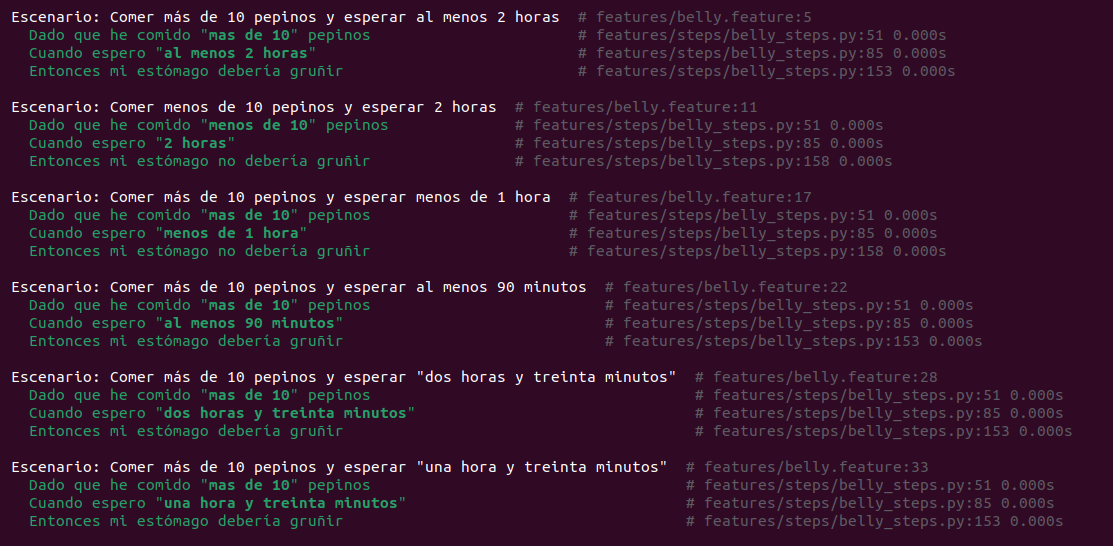 Escenario: Comer más de 10 pepinos y esperar al menos 2 horas  # features/belly.feature:5
Dado que he comido "mas de 10" pepinos  # features/steps/belly_steps.py:51 0.000s
Cuando espero "al menos 2 horas"  # features/steps/belly_steps.py:85 0.000s
Entonces mi estómago debería gruñir  # features/steps/belly_steps.py:153 0.000s
Escenario: Comer menos de 10 pepinos y esperar 2 horas  # features/belly.feature:11
Dado que he comido "menos de 10" pepinos  # features/steps/belly_steps.py:51 0.000s
Cuando espero "2 horas"  # features/steps/belly_steps.py:85 0.000s
Entonces mi estómago no debería gruñir  # features/steps/belly_steps.py:158 0.000s
Escenario: Comer más de 10 pepinos y esperar menos de 1 hora  # features/belly.feature:17
Dado que he comido "mas de 10" pepinos  # features/steps/belly_steps.py:51 0.000s
Cuando espero "menos de 1 hora"  # features/steps/belly_steps.py:85 0.000s
Entonces mi estómago no debería gruñir  # features/steps/belly_steps.py:158 0.000s
Escenario: Comer más de 10 pepinos y esperar al menos 90 minutos  # features/belly.feature:22
Dado que he comido "mas de 10" pepinos  # features/steps/belly_steps.py:51 0.000s
Cuando espero "al menos 90 minutos"  # features/steps/belly_steps.py:85 0.000s
Entonces mi estómago debería gruñir  # features/steps/belly_steps.py:153 0.000s
Escenario: Comer más de 10 pepinos y esperar "dos horas y treinta minutos"  # features/belly.feature:28
Dado que he comido "mas de 10" pepinos  # features/steps/belly_steps.py:51 0.000s
Cuando espero "dos horas y treinta minutos"  # features/steps/belly_steps.py:85 0.000s
Entonces mi estómago debería gruñir  # features/steps/belly_steps.py:153 0.000s
Escenario: Comer más de 10 pepinos y esperar "una hora y treinta minutos"  # features/belly.feature:33
Dado que he comido "mas de 10" pepinos  # features/steps/belly_steps.py:51 0.000s
Cuando espero "una hora y treinta minutos"  # features/steps/belly_steps.py:85 0.000s
Entonces mi estómago debería gruñir  # features/steps/belly_steps.py:153 0.000s